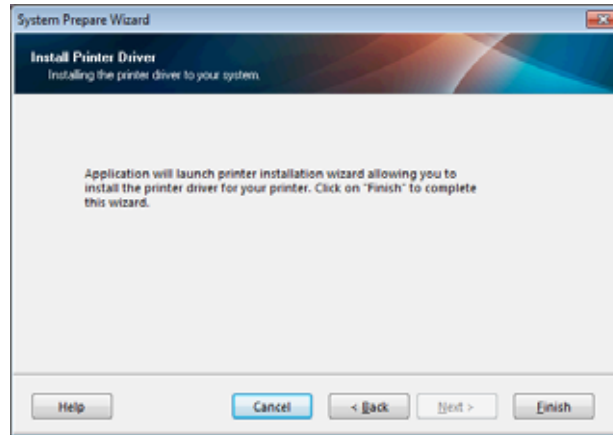 System Prepare Wizard
Install Printer Driver
Installing the printer driver to your system.
Application will launch printer installation wizard allowing you to
install the printer driver for your printer. Click on "Finish" to complete
this wizard.
Help Cancel < Back Next > Finish